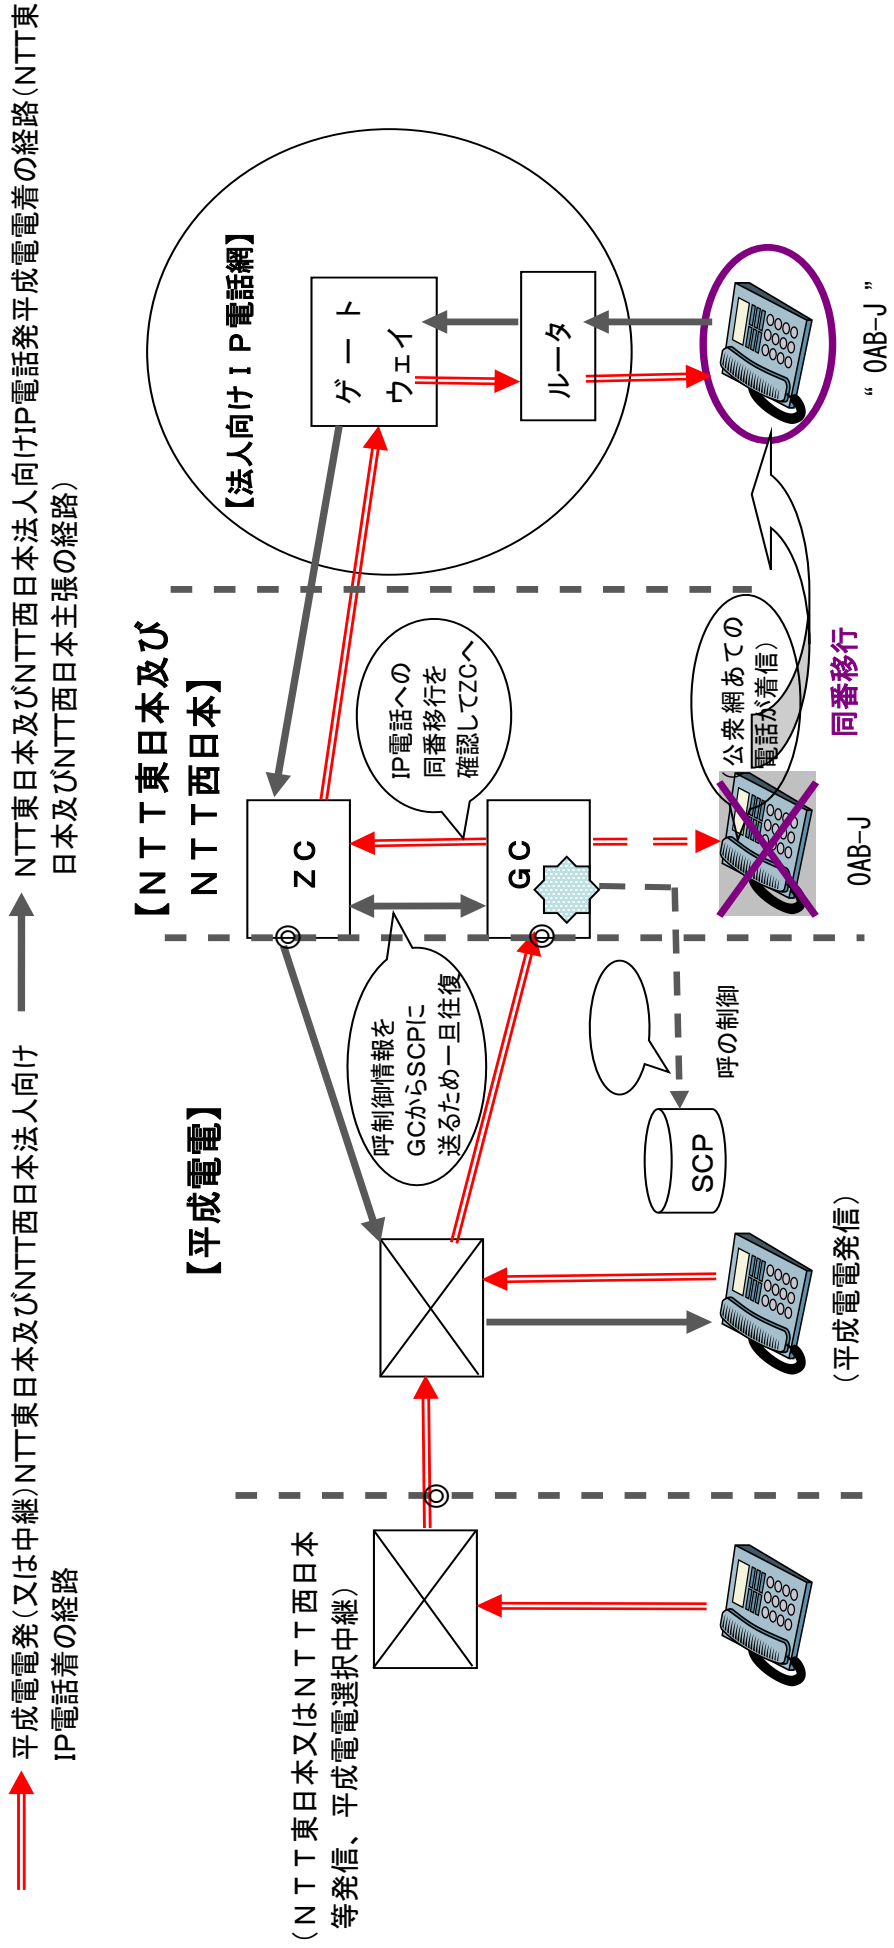 平成電電発(又は中継)NTT東日本及びNTT西日本法人向け
IP電話着の経路
NTT東日本及びNTT西日本法人向けIP電話発平成電電着の経路(NTT東
日本及びNTT西日本主張の経路)
【平成電電】
【ＮＴＴ東日本及び
ＮＴＴ西日本】
【法人向けＩＰ電話網】
(ＮＴＴ東日本又はＮＴＴ西日本
等発信、平成電電選択中継)
呼制御情報を
GCからSCPに
送るため一旦往復
ＺＣ
ＧＣ
IP電話への
同番移行を
確認してZCへ
ゲート
ウェイ
ルータ
SCP
呼の制御
(公衆網あての
電話が着信)
同番移行
(平成電電発信)
0AB-J
“ 0AB-J ”